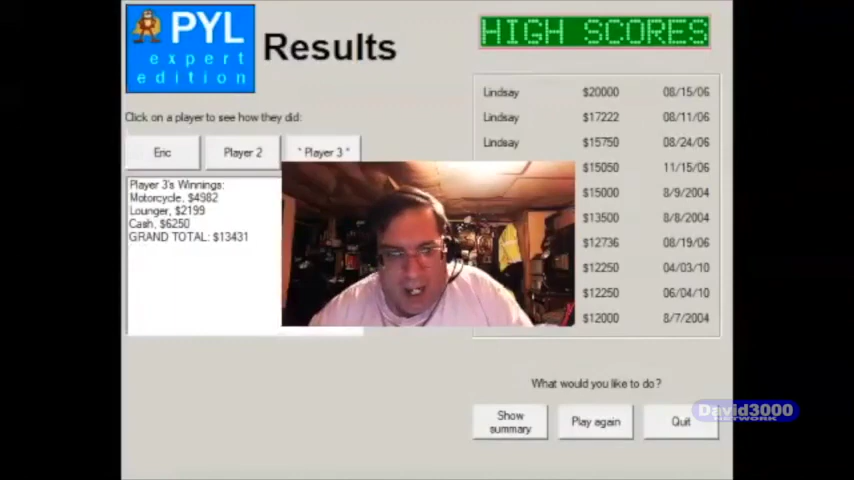 PYL
expert
edition
Results
HIGH SCORES
Click on a player to see how they did:
Eric
Player 2
* Player 3 *
Player 3's Winnings:
Motorcycle, $4982
Lounger, $2199
Cash, $6250
GRAND TOTAL: $13431
Lindsay $20000 08/15/06
Lindsay $17222 08/11/06
Lindsay $15750 08/24/06
$15050 11/15/06
$15000 8/9/2004
$13500 8/8/2004
$12736 08/19/06
$12250 04/03/10
$12250 06/04/10
$12000 8/7/2004
What would you like to do?
Show
summary
Play again
Quit
David3000
NETWORK